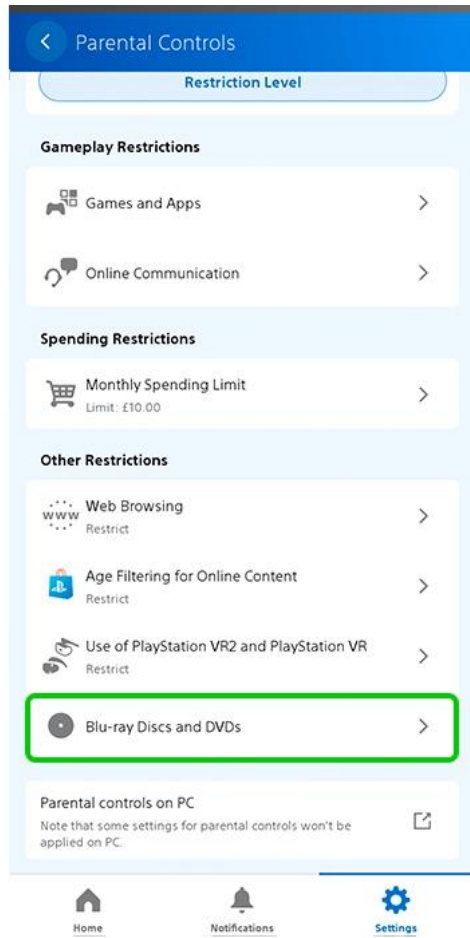 Parental Controls
Restriction Level
Gameplay Restrictions
Games and Apps
Online Communication
Spending Restrictions
Monthly Spending Limit
Limit: £10.00
Other Restrictions
www
Web Browsing
Restrict
Age Filtering for Online Content
Restrict
Use of PlayStation VR2 and PlayStation VR
Restrict
Blu-ray Discs and DVDs
Parental controls on PC
Note that some settings for parental controls won't be
applied on PC.
Home
Notifications
Settings